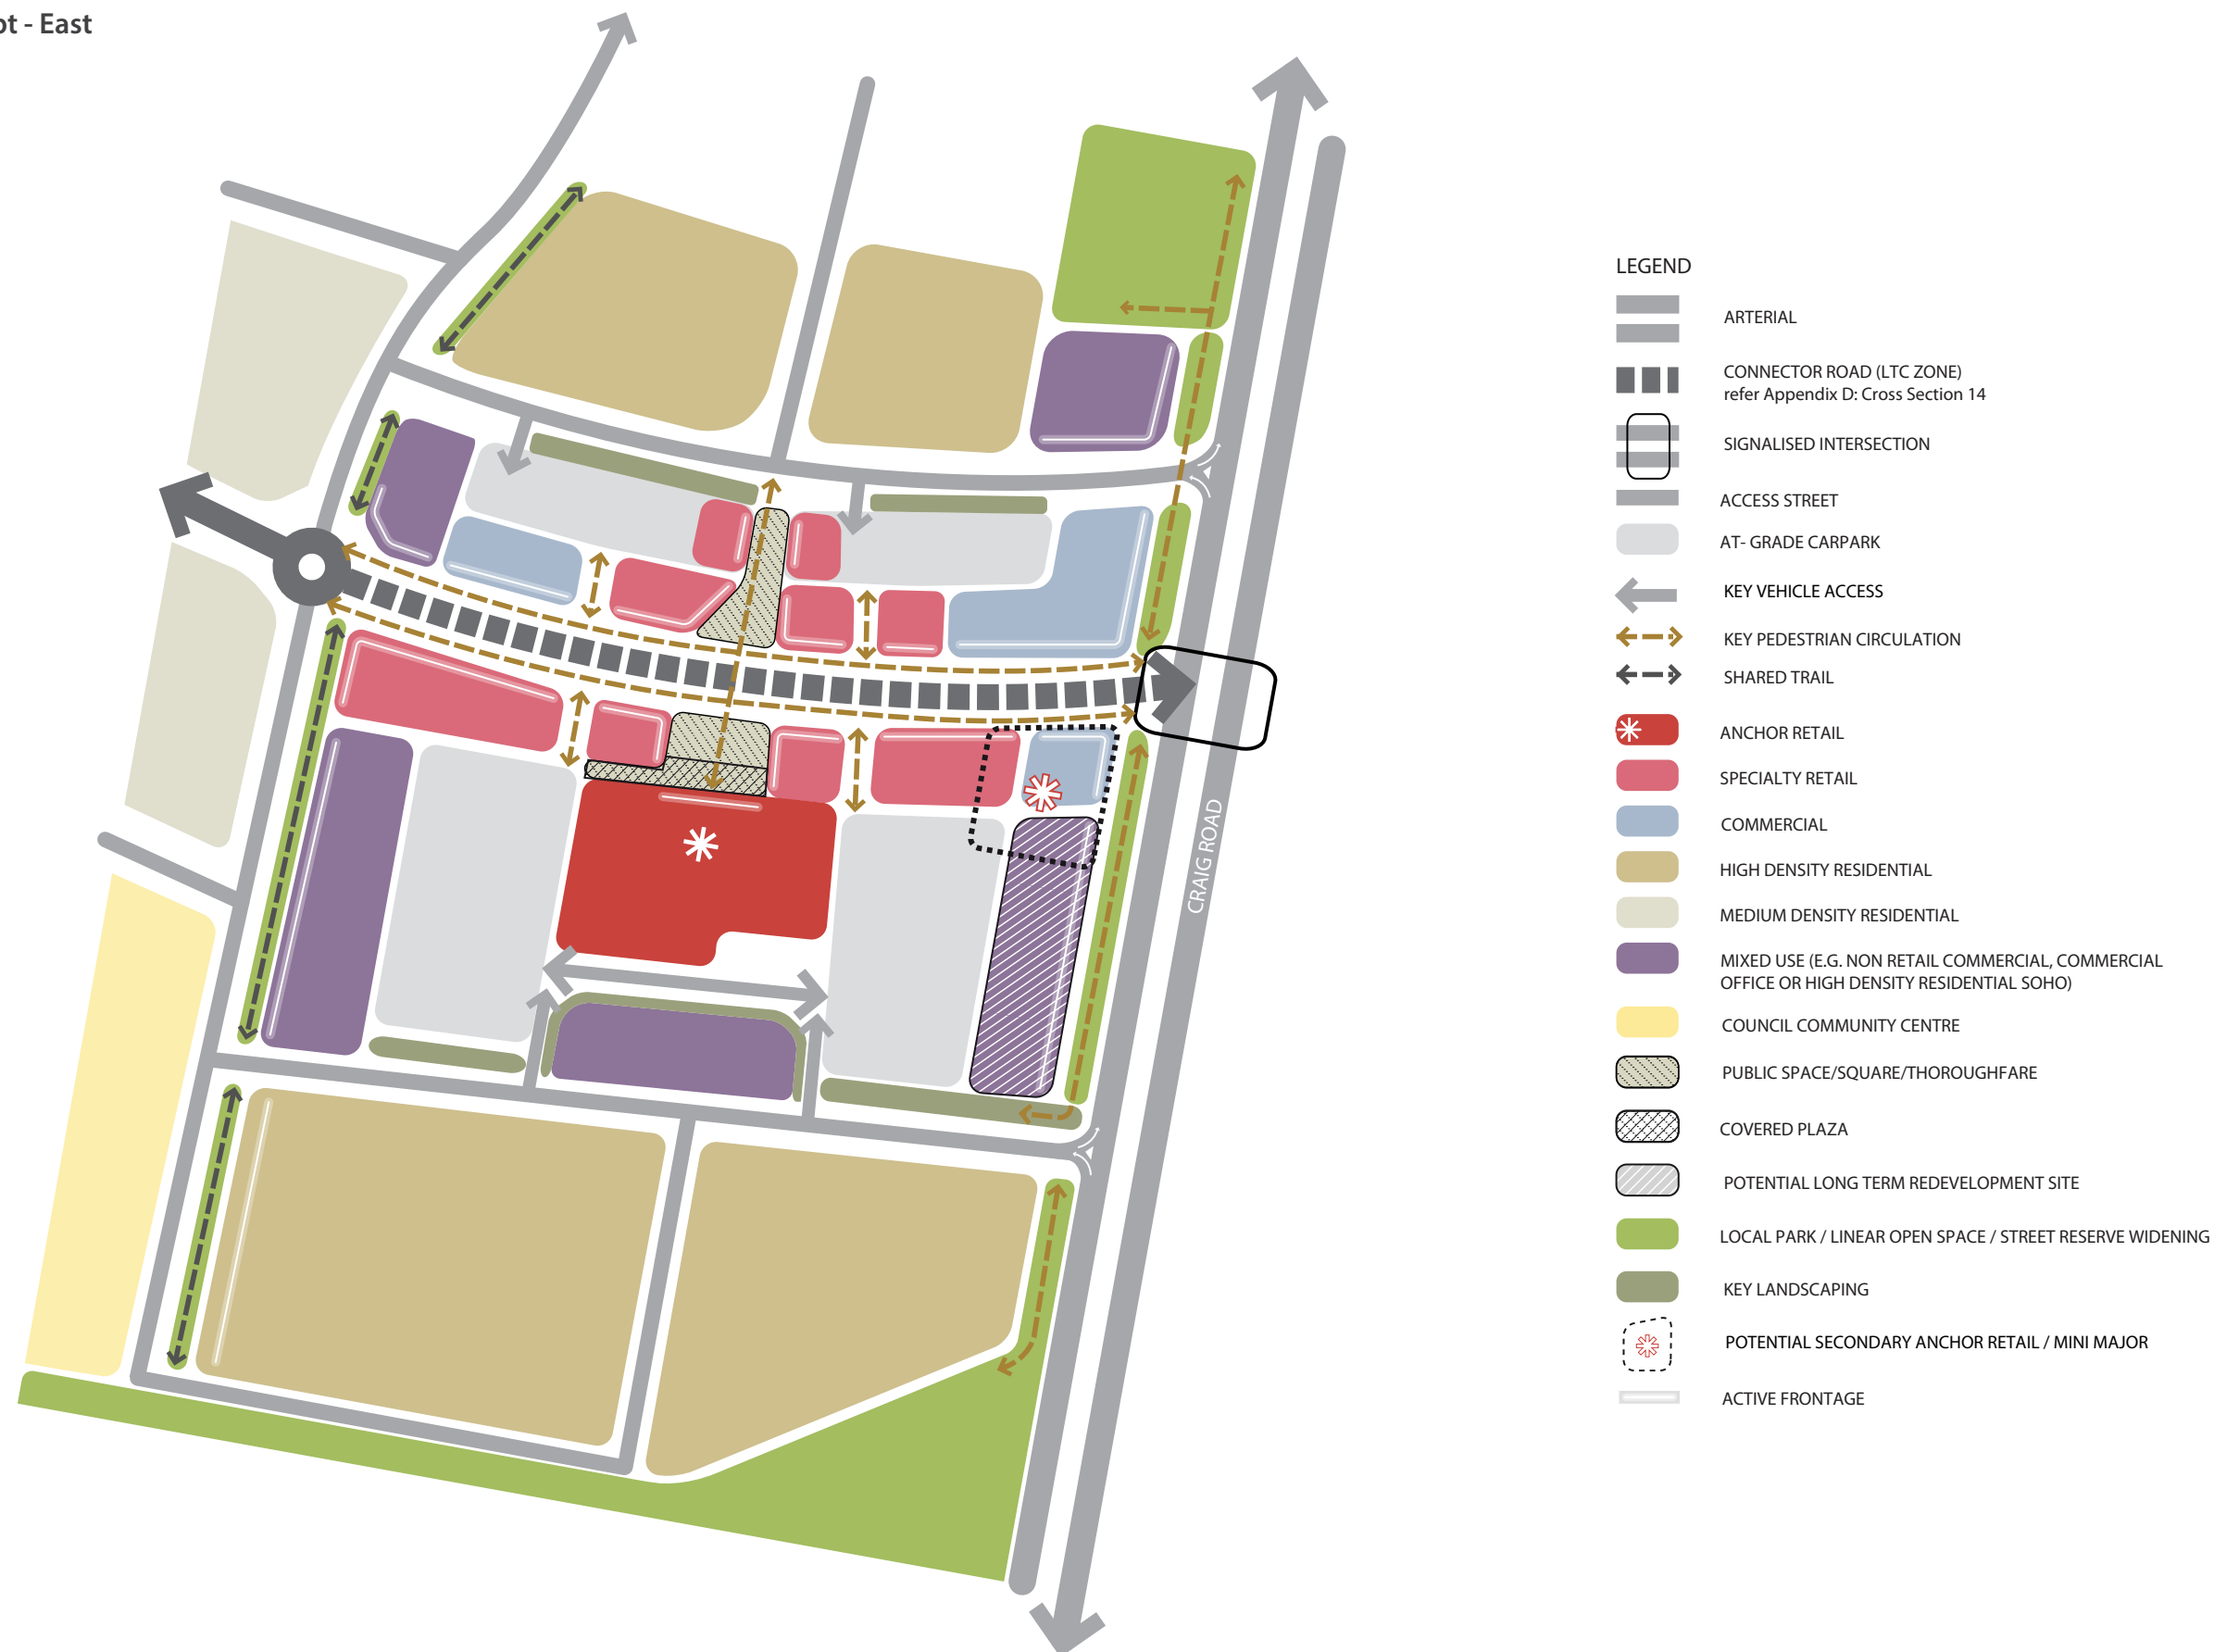 ot - East
LEGEND
ARTERIAL
CONNECTOR ROAD (LTC ZONE)
refer Appendix D: Cross Section 14
SIGNALISED INTERSECTION
ACCESS STREET
AT- GRADE CARPARK
KEY VEHICLE ACCESS
KEY PEDESTRIAN CIRCULATION
SHARED TRAIL
ANCHOR RETAIL
SPECIALTY RETAIL
COMMERCIAL
HIGH DENSITY RESIDENTIAL
MEDIUM DENSITY RESIDENTIAL
MIXED USE (E.G. NON RETAIL COMMERCIAL, COMMERCIAL
OFFICE OR HIGH DENSITY RESIDENTIAL SOHO)
COUNCIL COMMUNITY CENTRE
PUBLIC SPACE/SQUARE/THOROUGHFARE
COVERED PLAZA
POTENTIAL LONG TERM REDEVELOPMENT SITE
LOCAL PARK / LINEAR OPEN SPACE / STREET RESERVE WIDENING
KEY LANDSCAPING
POTENTIAL SECONDARY ANCHOR RETAIL / MINI MAJOR
ACTIVE FRONTAGE
CRAIG ROAD